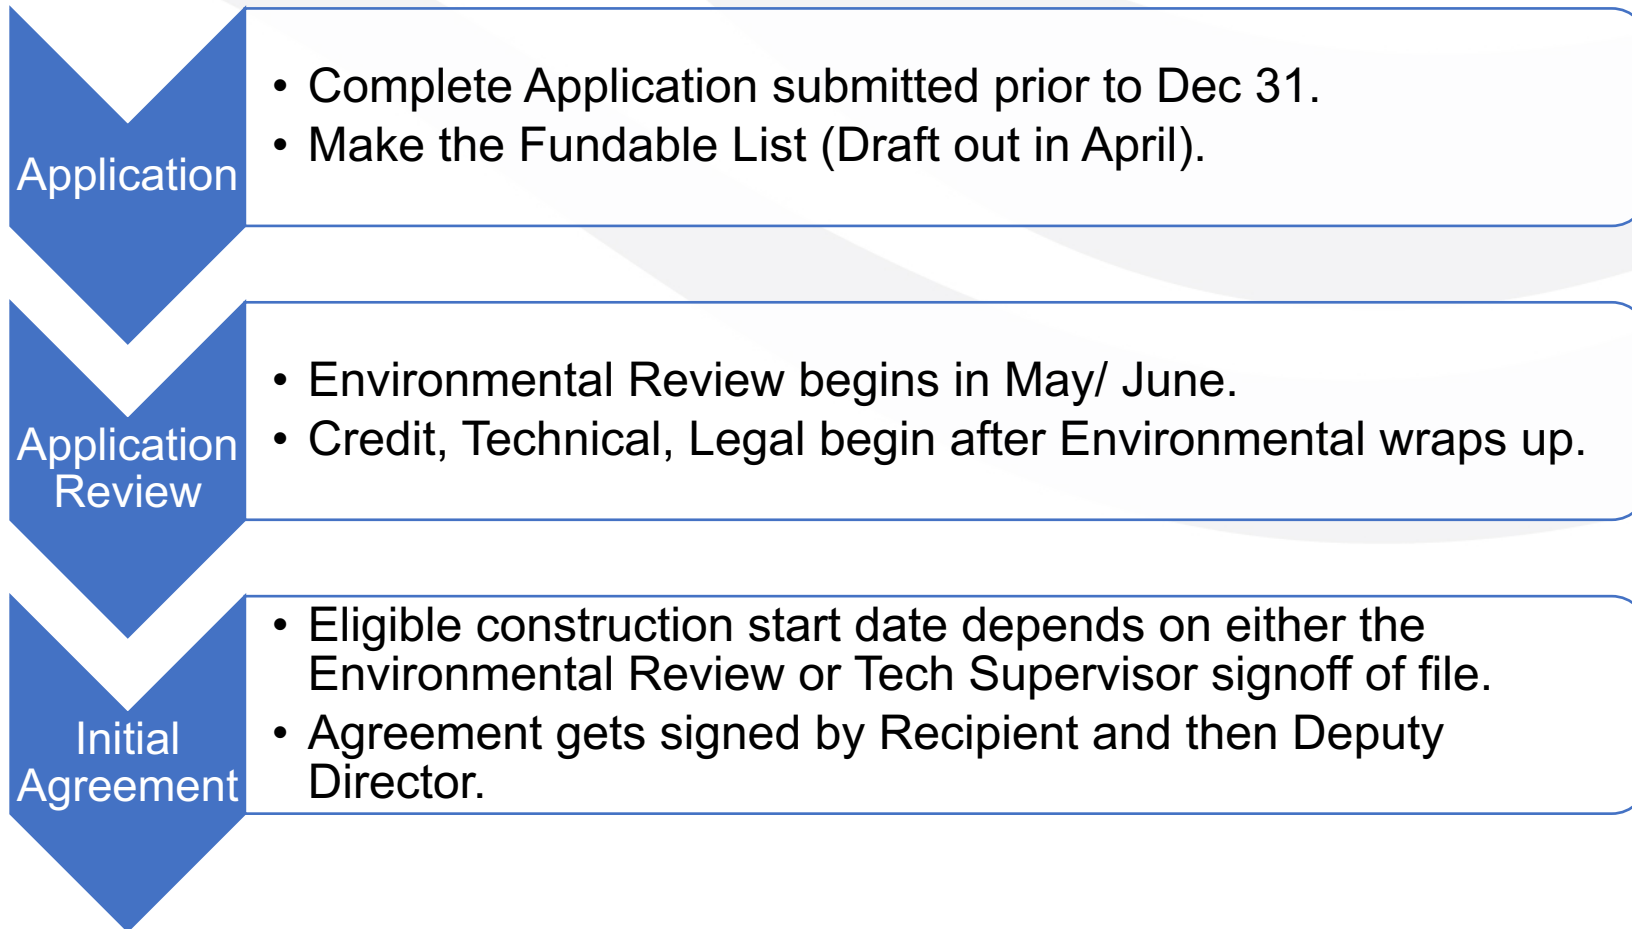 Application
• Complete Application submitted prior to Dec 31.
• Make the Fundable List (Draft out in April).
Application
Review
• Environmental Review begins in May/ June.
• Credit, Technical, Legal begin after Environmental wraps up.
Initial
Agreement
• Eligible construction start date depends on either the
Environmental Review or Tech Supervisor signoff of file.
• Agreement gets signed by Recipient and then Deputy
Director.